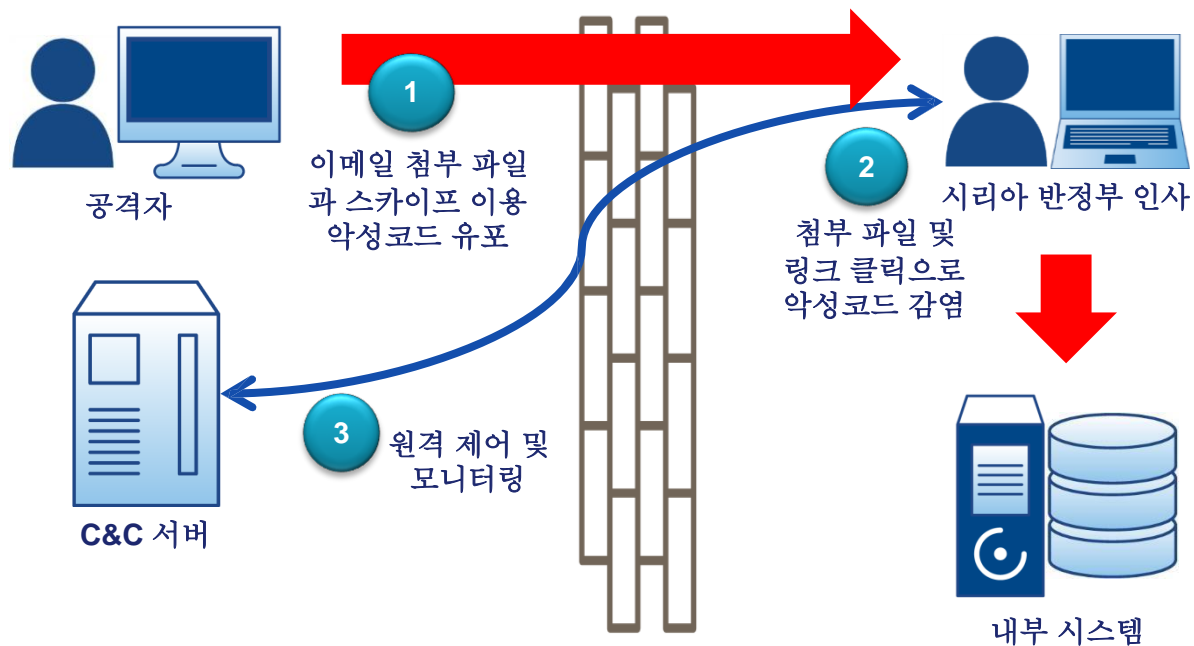 1
이메일 첨부 파일
과 스카이프 이용
악성코드 유포
공격자
2
첨부 파일 및
링크 클릭으로
악성코드 감염
시리아 반정부 인사
3
원격 제어 및
모니터링
C&C 서버
내부 시스템